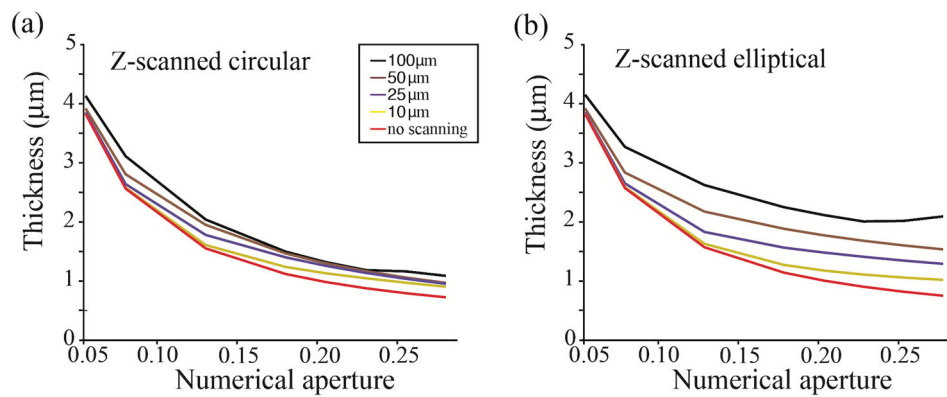 (a)
Z-scanned circular
100μm
50μm
25μm
10μm
no scanning
Thickness (μm)
5
4
3
2
1
0
0.05 0.10 0.15 0.20 0.25
Numerical aperture
(b)
Z-scanned elliptical
Thickness (μm)
5
4
3
2
1
0
0.05 0.10 0.15 0.20 0.25
Numerical aperture